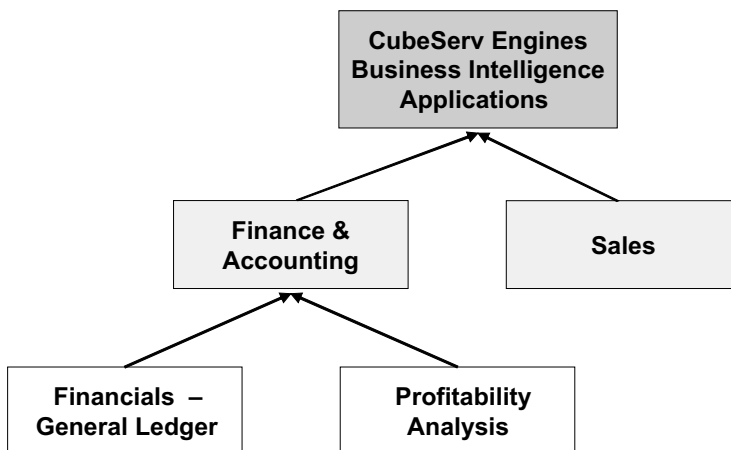 CubeServ Engines
Business Intelligence
Applications
Finance &
Accounting
Sales
Financials –
General Ledger
Profitability
Analysis